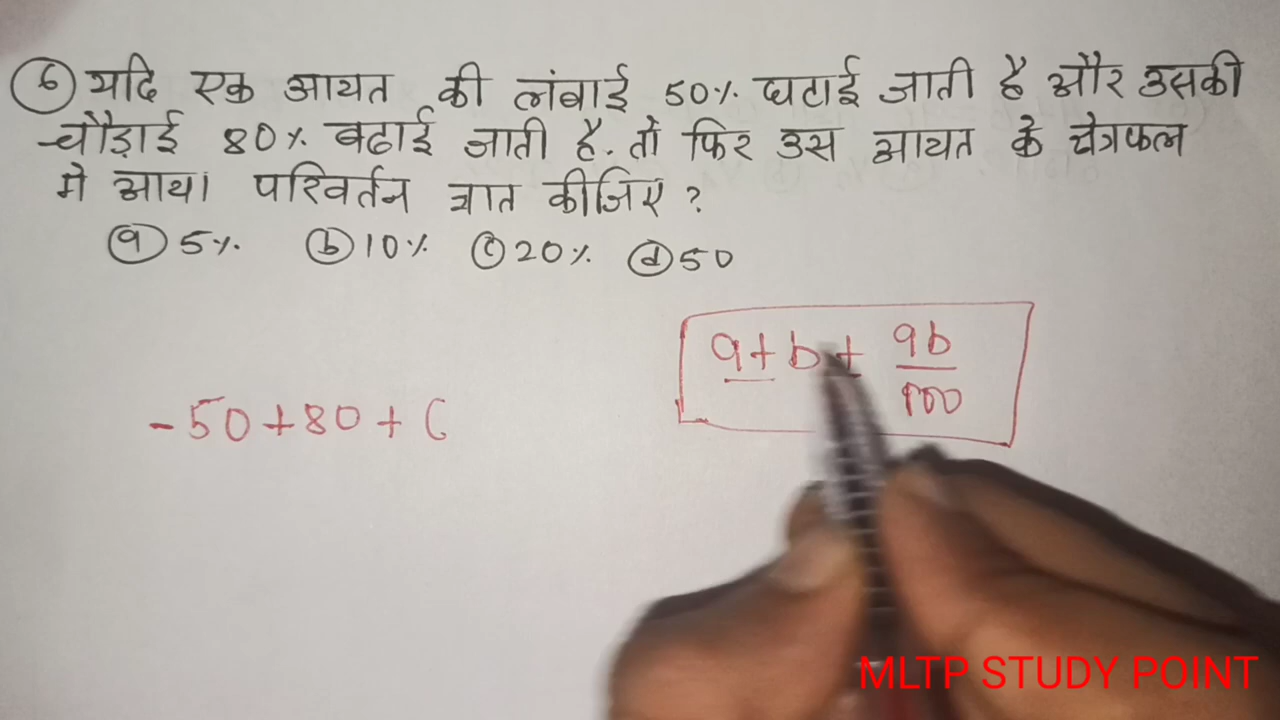 ⑥ यदि एक आयत की लंबाई 50% घटाई जाती है और उसकी
चौड़ाई 80% बढाई जाती है. तो फिर उस आयत के चेत्रफल
मे आया परिवर्तन त्रात कीजिए ?
ⓐ 5% ⓑ 10% ⓒ 20% ⓓ 50
a + b + ab/100
-50+80+(
MLTP STUDY POINT